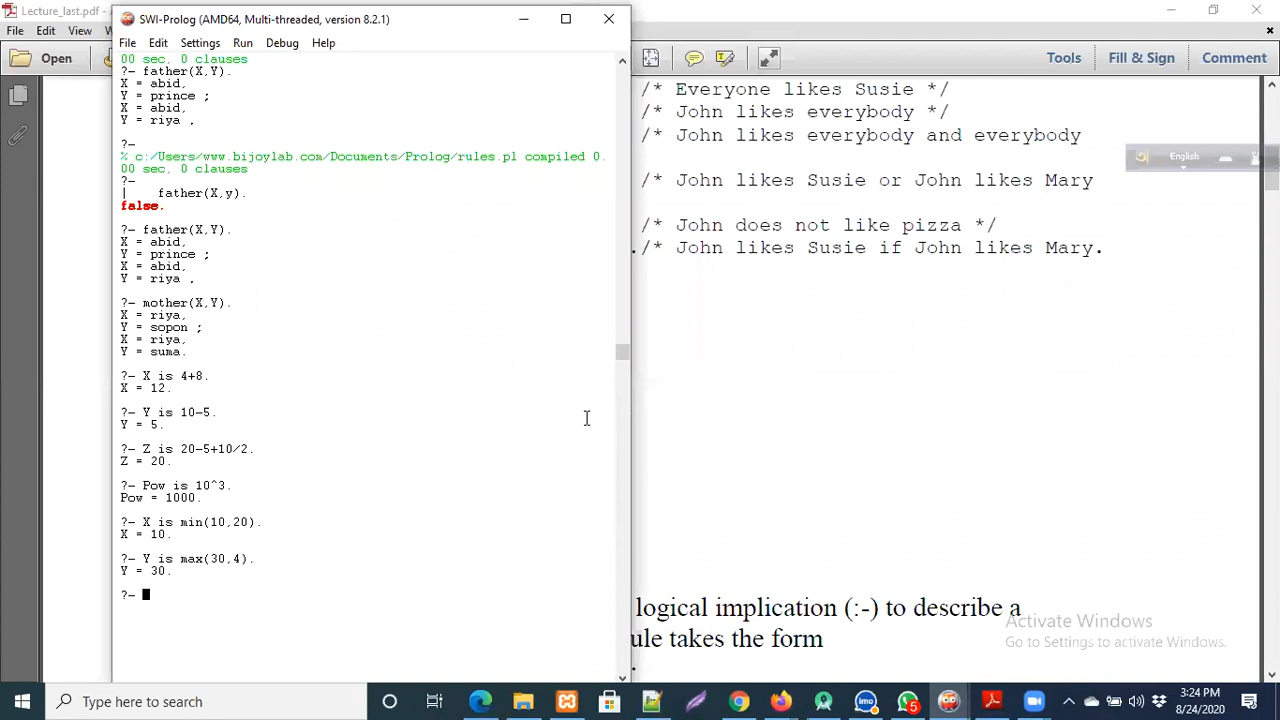 Lecture_last.pdf -
SWI-Prolog (AMD64, Multi-threaded, version 8.2.1)
File Edit View
File Edit Settings Run Debug Help
Open
Tools Fill & Sign Comment
00 sec, 0 clauses
?- father(X,Y).
X = abid,
Y = prince ;
X = abid,
Y = riya .
?-
% c:/Users/www.bijoylab.com/Documents/Prolog/rules.pl compiled 0.
00 sec, 0 clauses
?-
|    father(X,y).
false.
?- father(X,Y).
X = abid,
Y = prince ;
X = abid,
Y = riya .
?- mother(X,Y).
X = riya,
Y = sopon ;
X = riya,
Y = suma.
?- X is 4+8.
X = 12.
?- Y is 10-5.
Y = 5.
?- Z is 20-5+10/2.
Z = 20.
?- Pow is 10^3.
Pow = 1000.
?- X is min(10,20).
X = 10.
?- Y is max(30,4).
Y = 30.
?-
/* Everyone likes Susie */
/* John likes everybody */
/* John likes everybody and everybody
English
/* John likes Susie or John likes Mary
/* John does not like pizza */
./* John likes Susie if John likes Mary.
logical implication (:-) to describe a
ule takes the form
.
Activate Windows
Go to Settings to activate Windows.
Type here to search
5
3:24 PM
8/24/2020